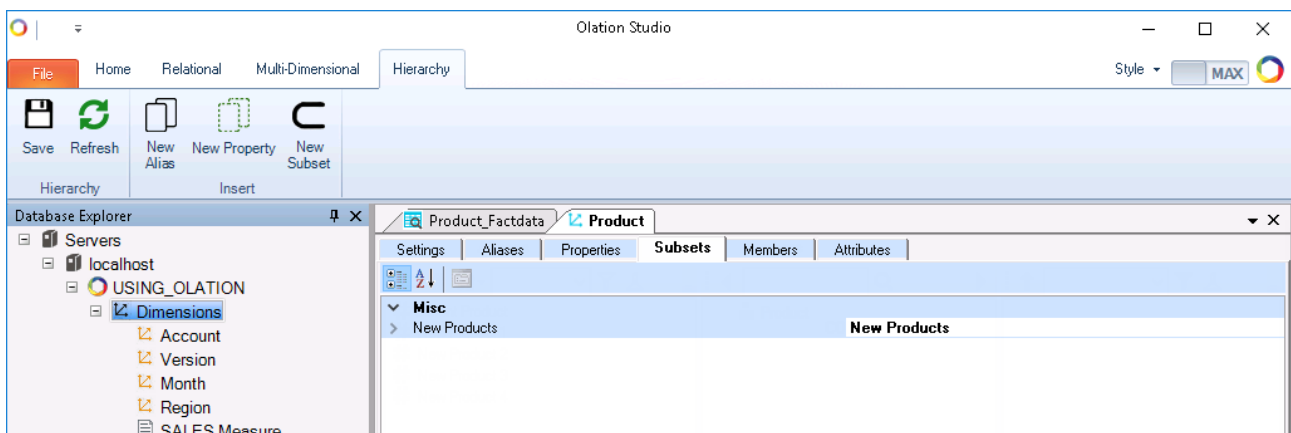 Olation Studio
File Home Relational Multi-Dimensional Hierarchy Style MAX
Save Refresh New Alias New Property New Subset
Hierarchy Insert
Database Explorer
Servers
localhost
USING_OLATION
Dimensions
Account
Version
Month
Region
SALES Measure
Product_Factdata Product
Settings Aliases Properties Subsets Members Attributes
Misc
New Products New Products